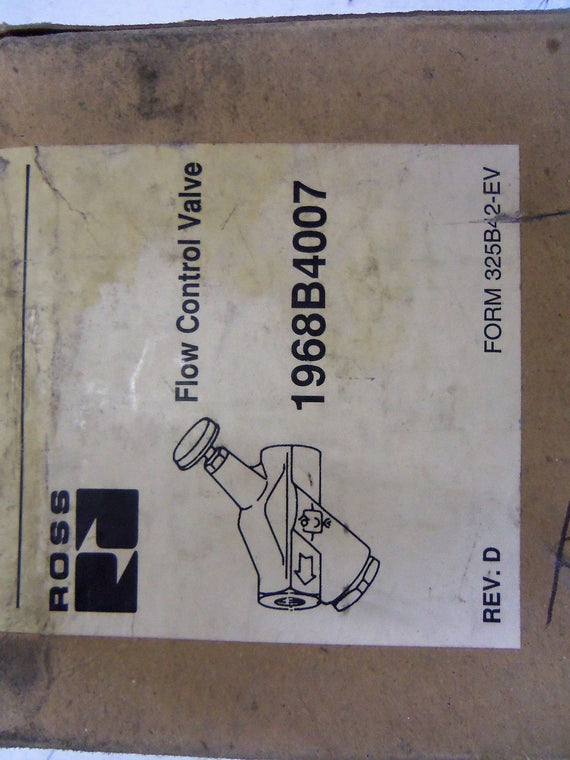 ROSS
Flow Control Valve
1968B4007
REV: D
FORM 325B42-EV